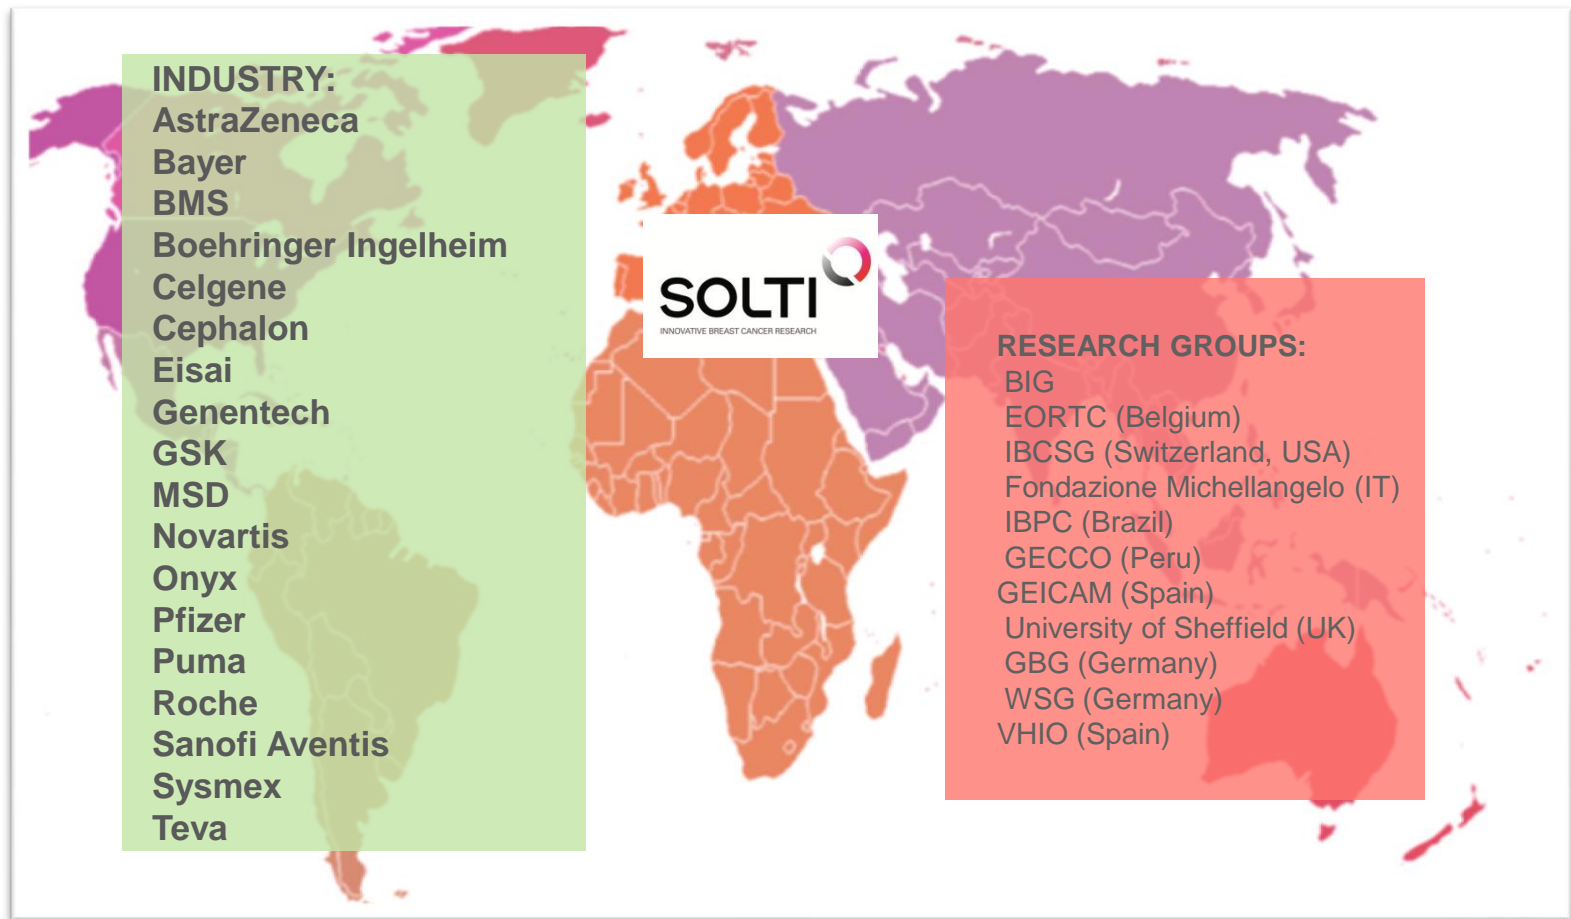 INDUSTRY:
AstraZeneca
Bayer
BMS
Boehringer Ingelheim
Celgene
Cephalon
Eisai
Genentech
GSK
MSD
Novartis
Onyx
Pfizer
Puma
Roche
Sanofi Aventis
Sysmex
Teva
SOLTI
INNOVATIVE BREAST CANCER RESEARCH
RESEARCH GROUPS:
BIG
EORTC (Belgium)
IBCSG (Switzerland, USA)
Fondazione Michellangelo (IT)
IBPC (Brazil)
GECCO (Peru)
GEICAM (Spain)
University of Sheffield (UK)
GBG (Germany)
WSG (Germany)
VHIO (Spain)